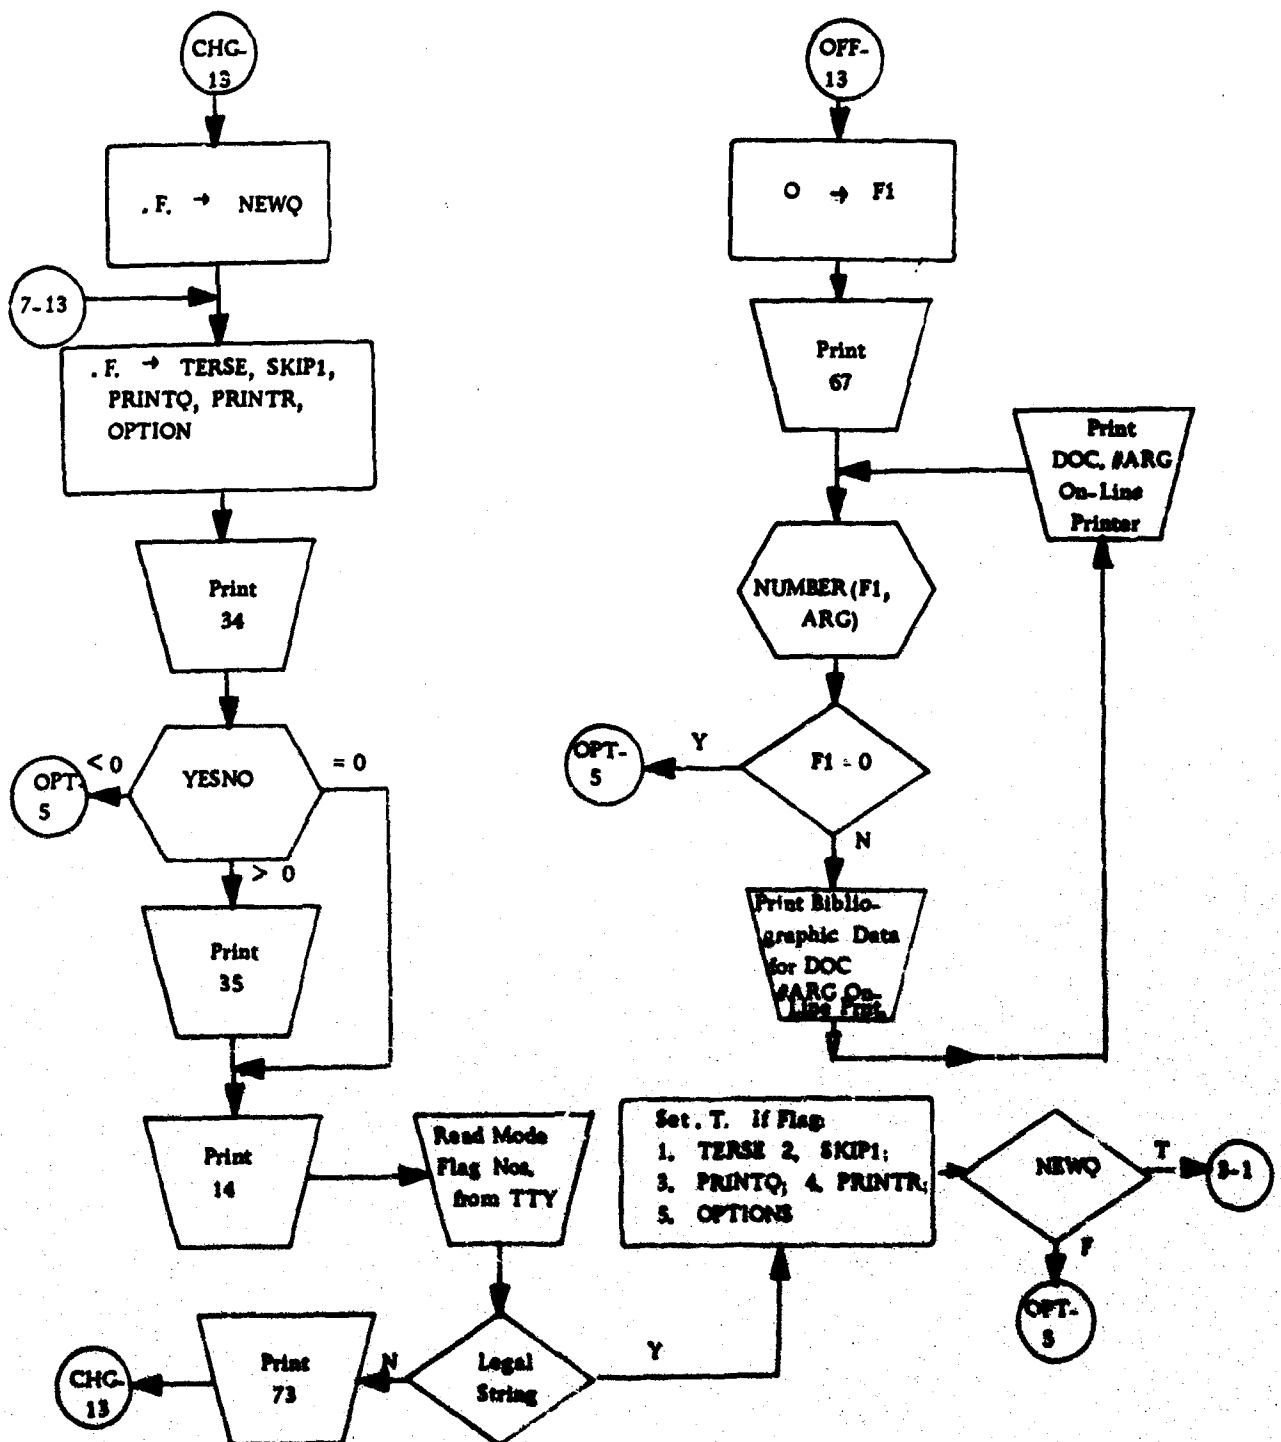 CHG-
13
. F. → NEWQ
7-13
. F. → TERSE, SKIP1,
PRINTQ, PRINTR,
OPTION
Print
34
< 0
YESNO
= 0
OPT-
5
> 0
Print
35
Print
14
Read Mode
Flag Nos.
from TTY
Legal
String
N
Y
Print
73
CHG-
13
Set . T. if Flag:
1. TERSE 2, SKIP1;
3. PRINTQ; 4. PRINTR;
5. OPTIONS
NEWQ
T
3-1
F
OPT-
5
OFF-
13
O → F1
Print
67
Print
DOC. #ARG
On-Line
Printer
NUMBER(F1,
ARG)
F1 = 0
Y
OPT-
5
N
Print Biblio-
graphic Data
for DOC
#ARG On-
Line Prnt.